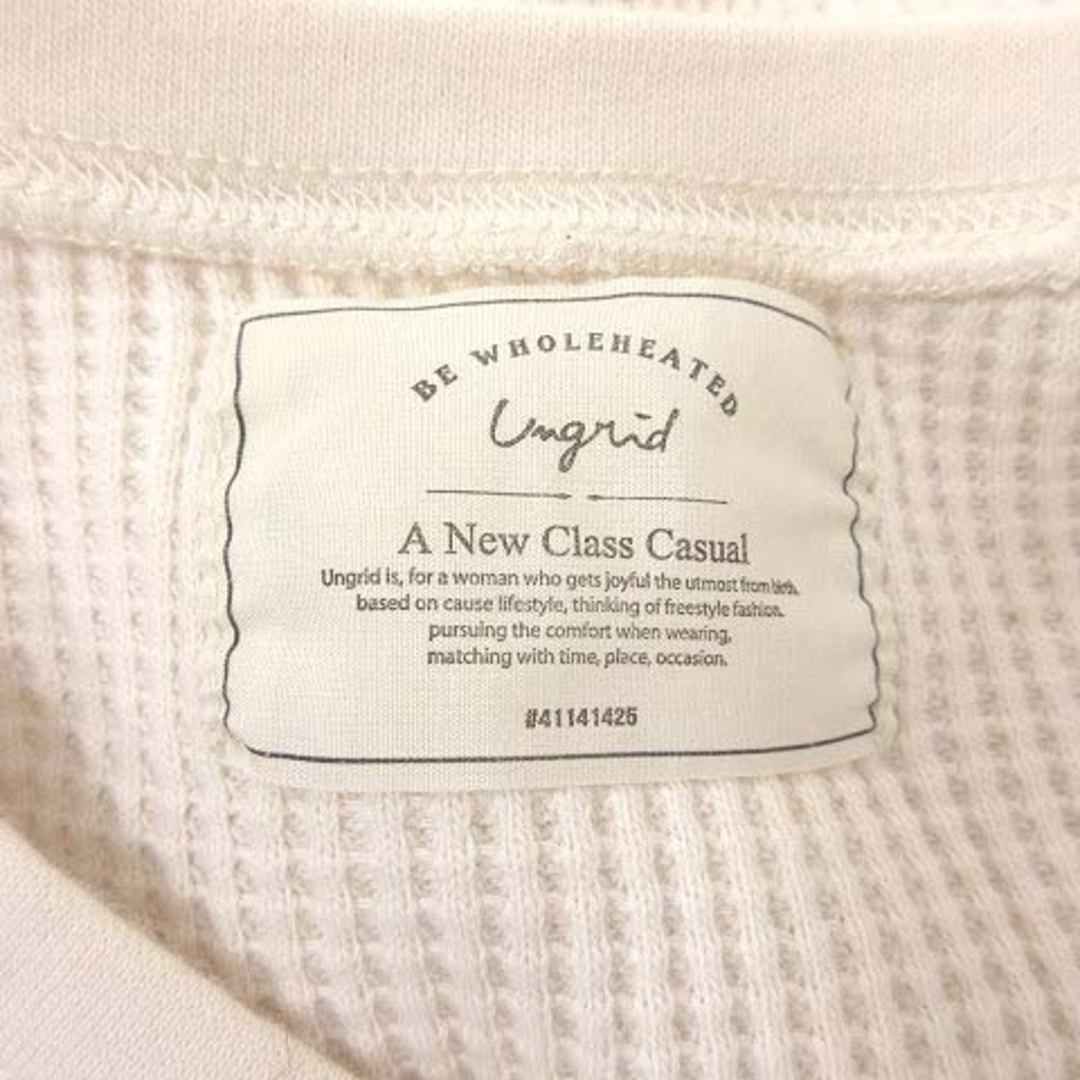 BE WHOLEHEATED
Ungrid
A New Class Casual
Ungrid is, for a woman who gets joyful the utmost from birth,
based on cause lifestyle, thinking of freestyle fashion.
pursuing the comfort when wearing,
matching with time, place, occasion.
#41141425